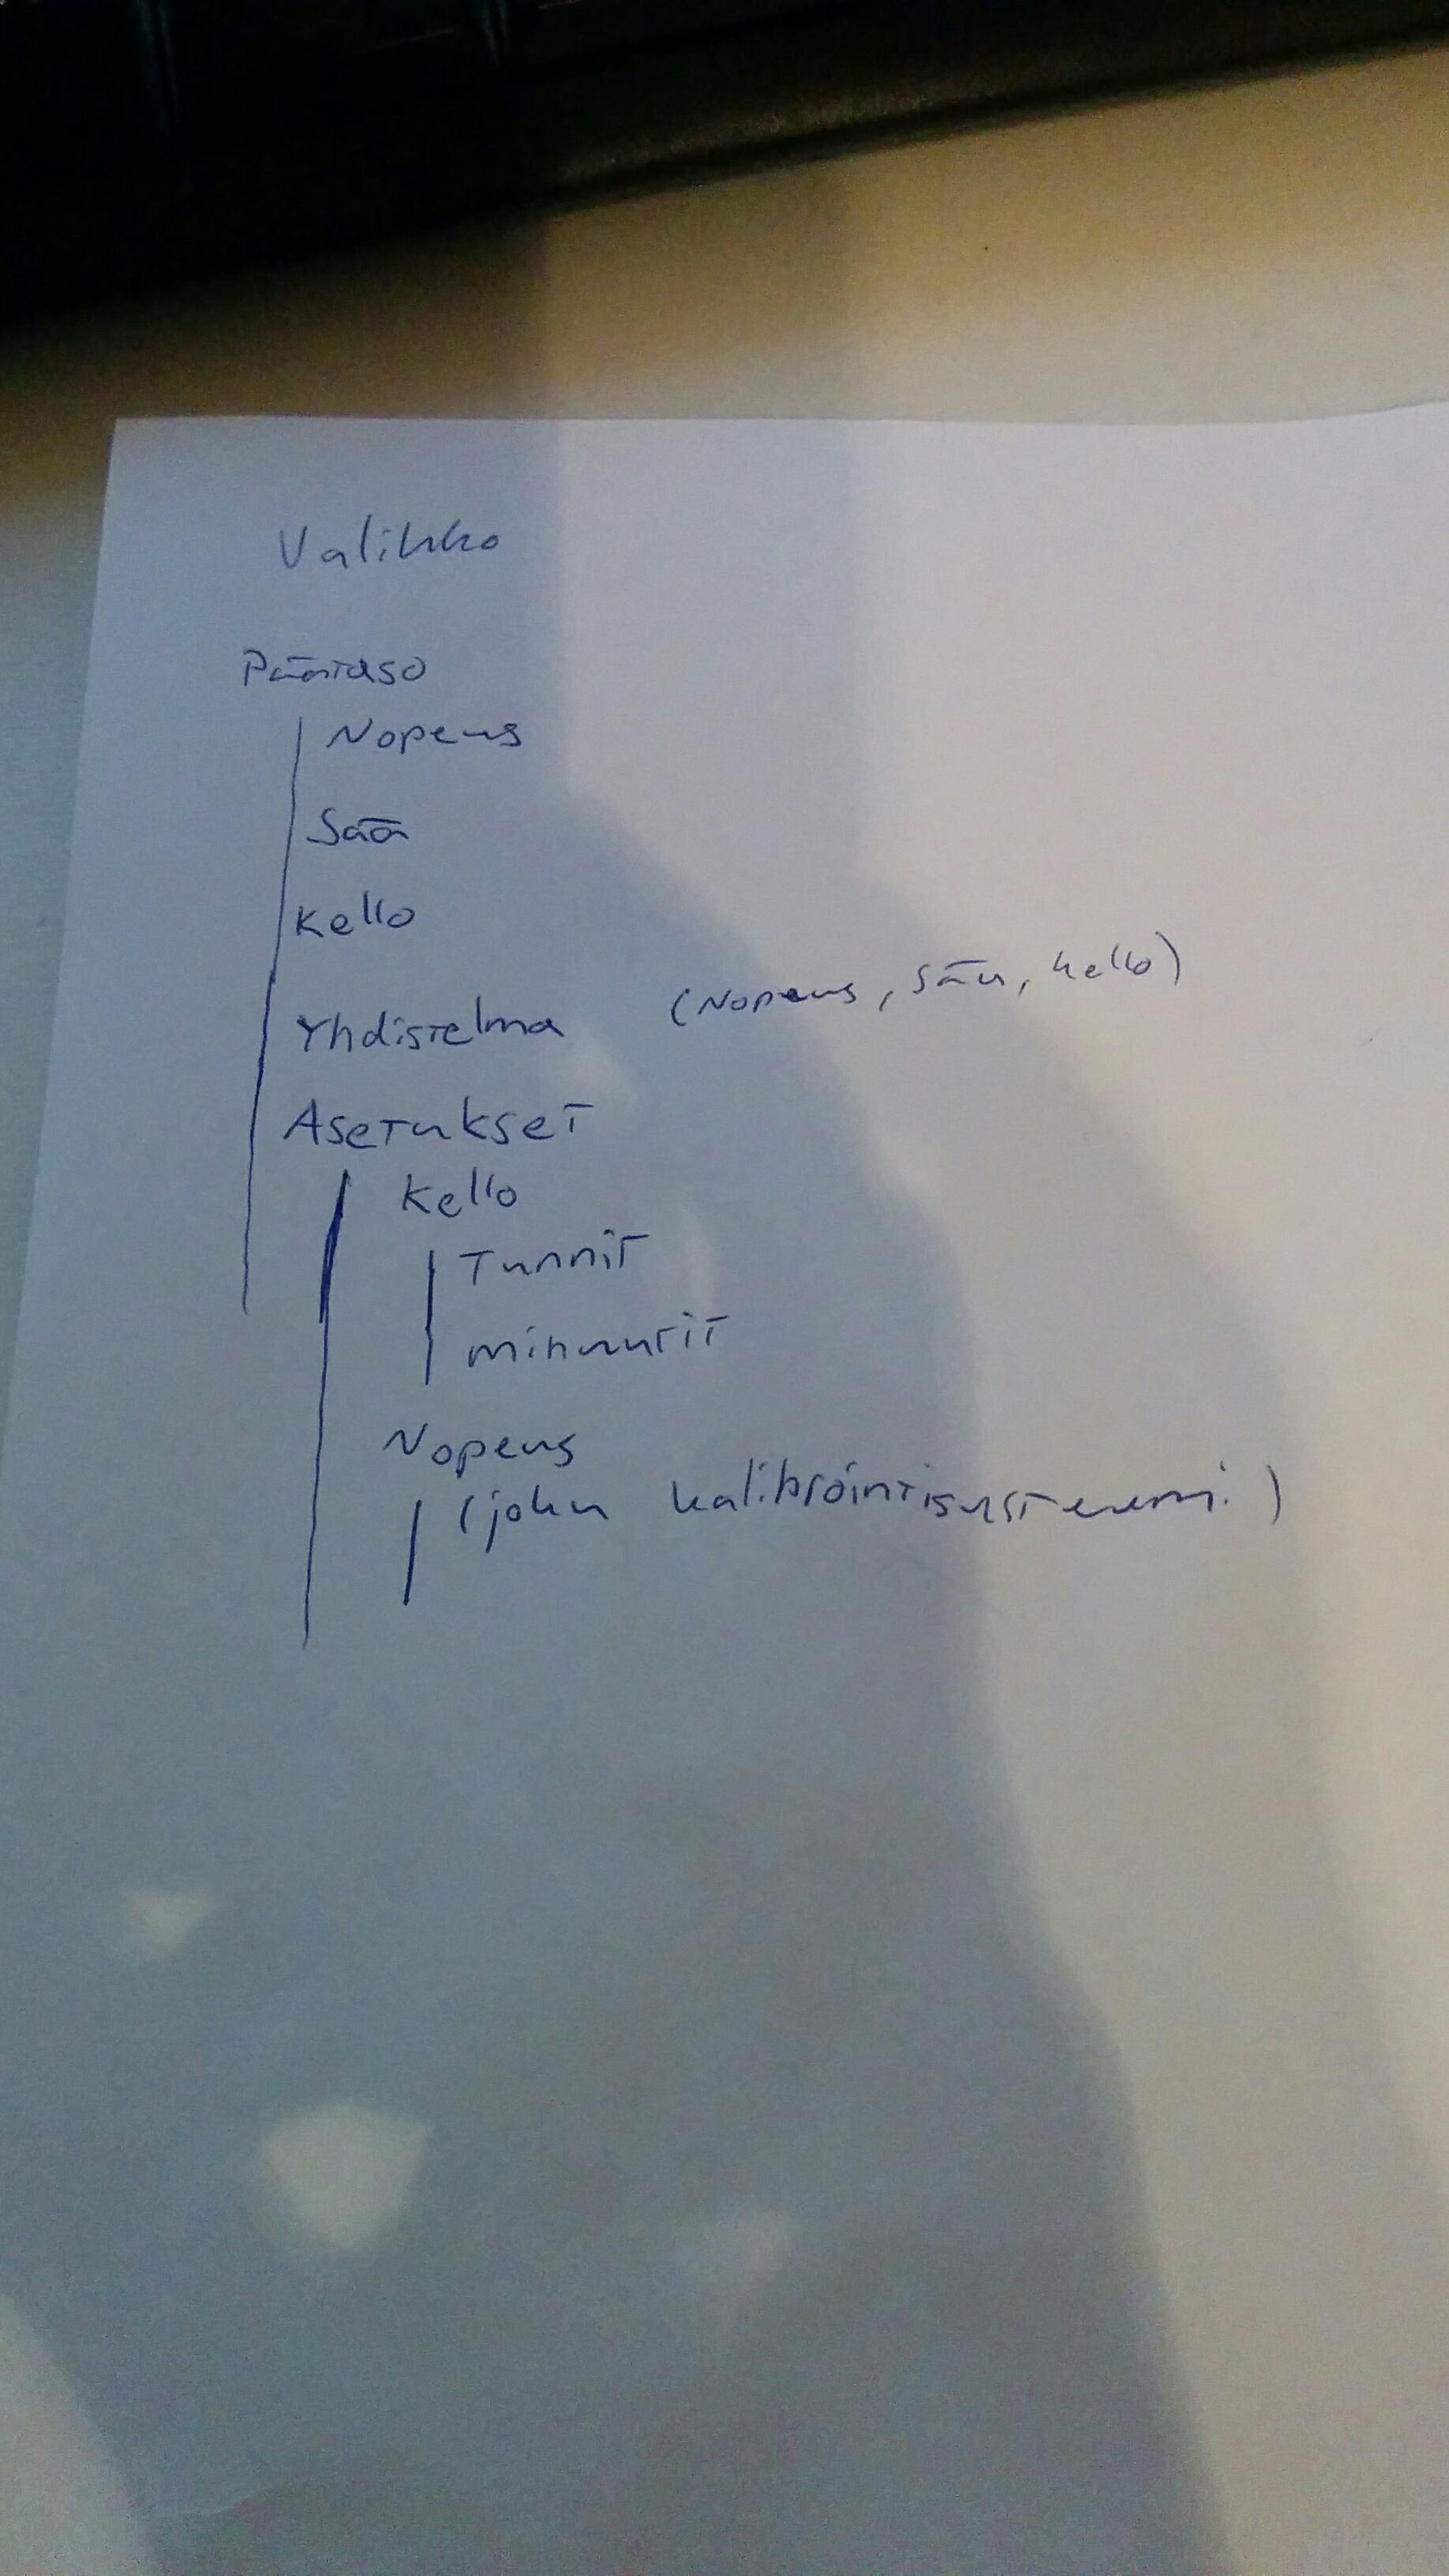 Valikko
Päätaso
Nopeus
Sää
Kello
Yhdistelmä (Nopeus, Sää, kello)
Asetukset
Kello
Tunnit
minuutit
Nopeus
(joku kalibrointisysteemi)